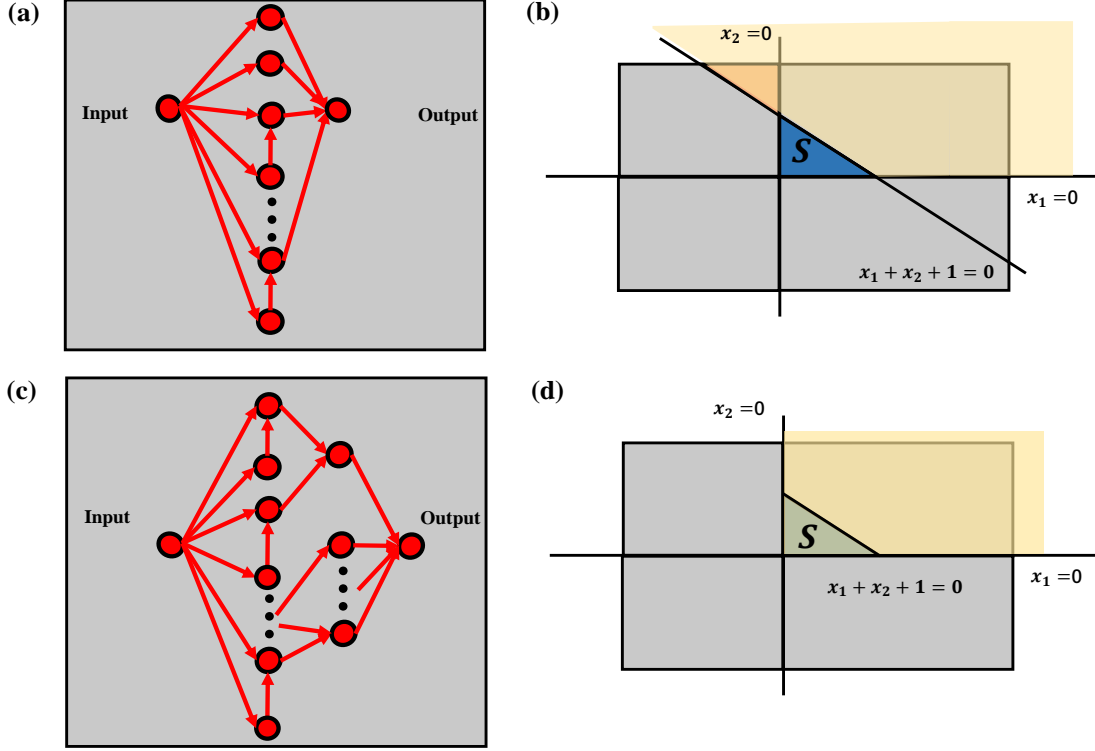 (a)
Input
Output
(b)
x₂ =0
S
x₁ =0
x₁ + x₂ + 1 = 0
(c)
Input
Output
(d)
x₂ =0
S
x₁ + x₂ + 1 = 0
x₁ =0